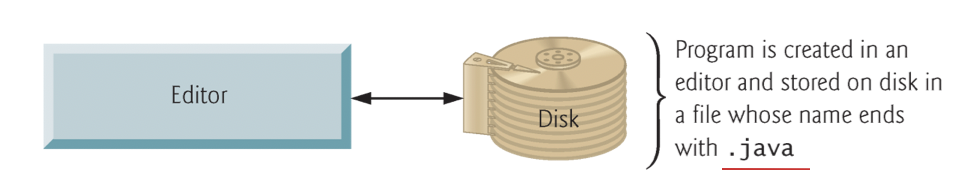 Editor
Disk
Program is created in an
editor and stored on disk in
a file whose name ends
with .java